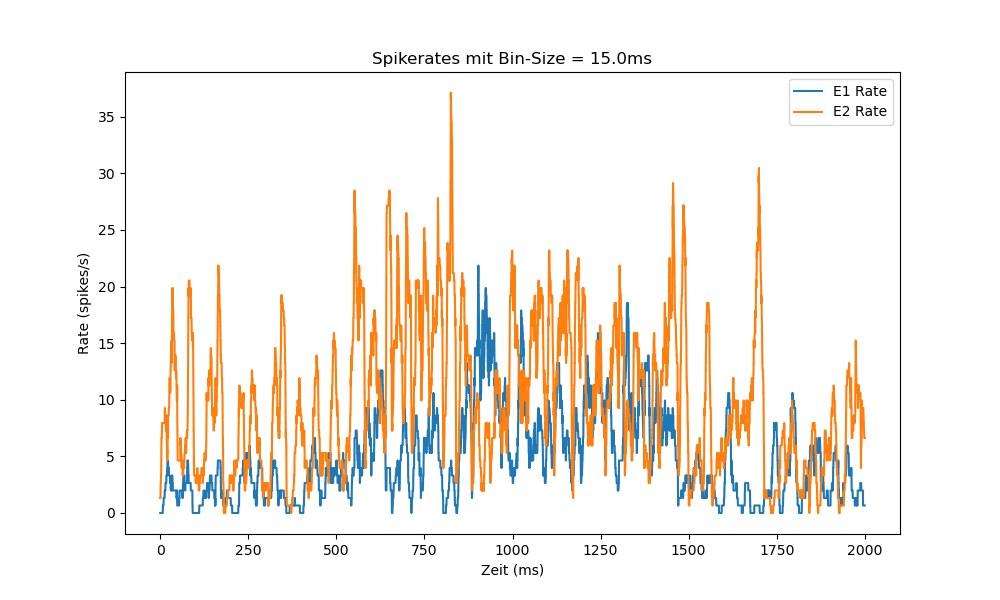 Spikerates mit Bin-Size = 15.0ms
E1 Rate
E2 Rate
Rate (spikes/s)
35
30
25
20
15
10
5
0
0 250 500 750 1000 1250 1500 1750 2000
Zeit (ms)